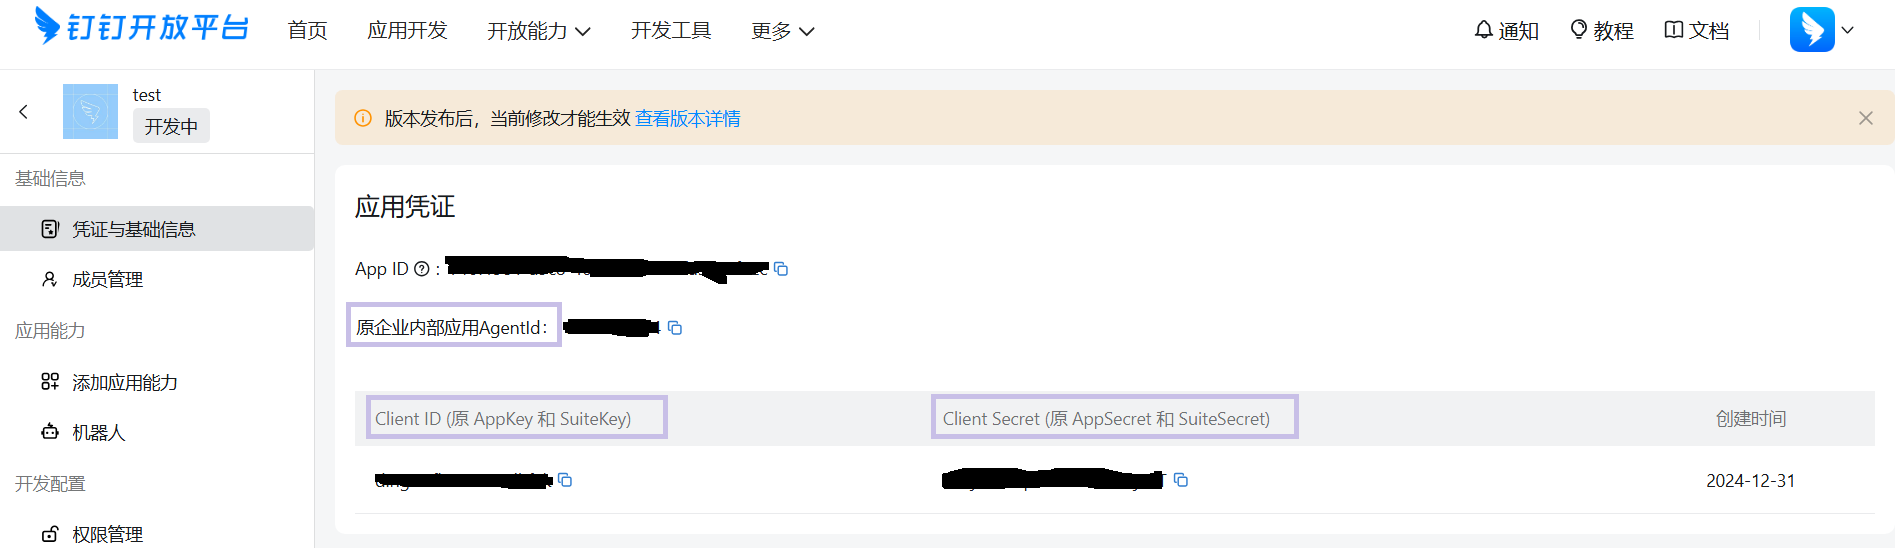 钉钉开放平台 首页 应用开发 开放能力 开发工具 更多 通知 教程 文档
test
开发中
版本发布后，当前修改才能生效 查看版本详情
基础信息
凭证与基础信息
成员管理
应用能力
添加应用能力
机器人
开发配置
权限管理
应用凭证
App ID ? :
原企业内部应用AgentId：
Client ID (原 AppKey 和 SuiteKey) Client Secret (原 AppSecret 和 SuiteSecret) 创建时间
2024-12-31